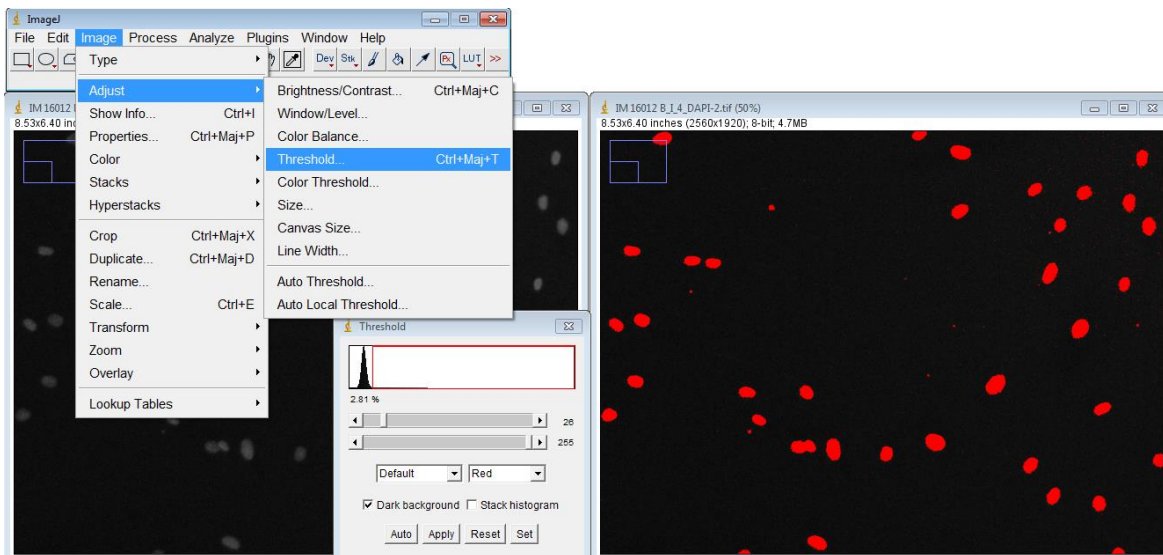 ImageJ
File Edit Image Process Analyze Plugins Window Help
Dev Stk LUT >>
Type
Adjust
Show Info... Ctrl+I
Properties... Ctrl+Maj+P
Color
Stacks
Hyperstacks
Crop Ctrl+Maj+X
Duplicate... Ctrl+Maj+D
Rename...
Scale... Ctrl+E
Transform
Zoom
Overlay
Lookup Tables
Brightness/Contrast... Ctrl+Maj+C
Window/Level...
Color Balance...
Threshold... Ctrl+Maj+T
Color Threshold...
Size...
Canvas Size...
Line Width...
Auto Threshold...
Auto Local Threshold...
IM 16012
8.53x6.40
Threshold
2.81 %
26
255
Default Red
Dark background Stack histogram
Auto Apply Reset Set
IM 16012 B_I_4_DAPI-2.tif (50%)
8.53x6.40 inches (2560x1920); 8-bit; 4.7MB